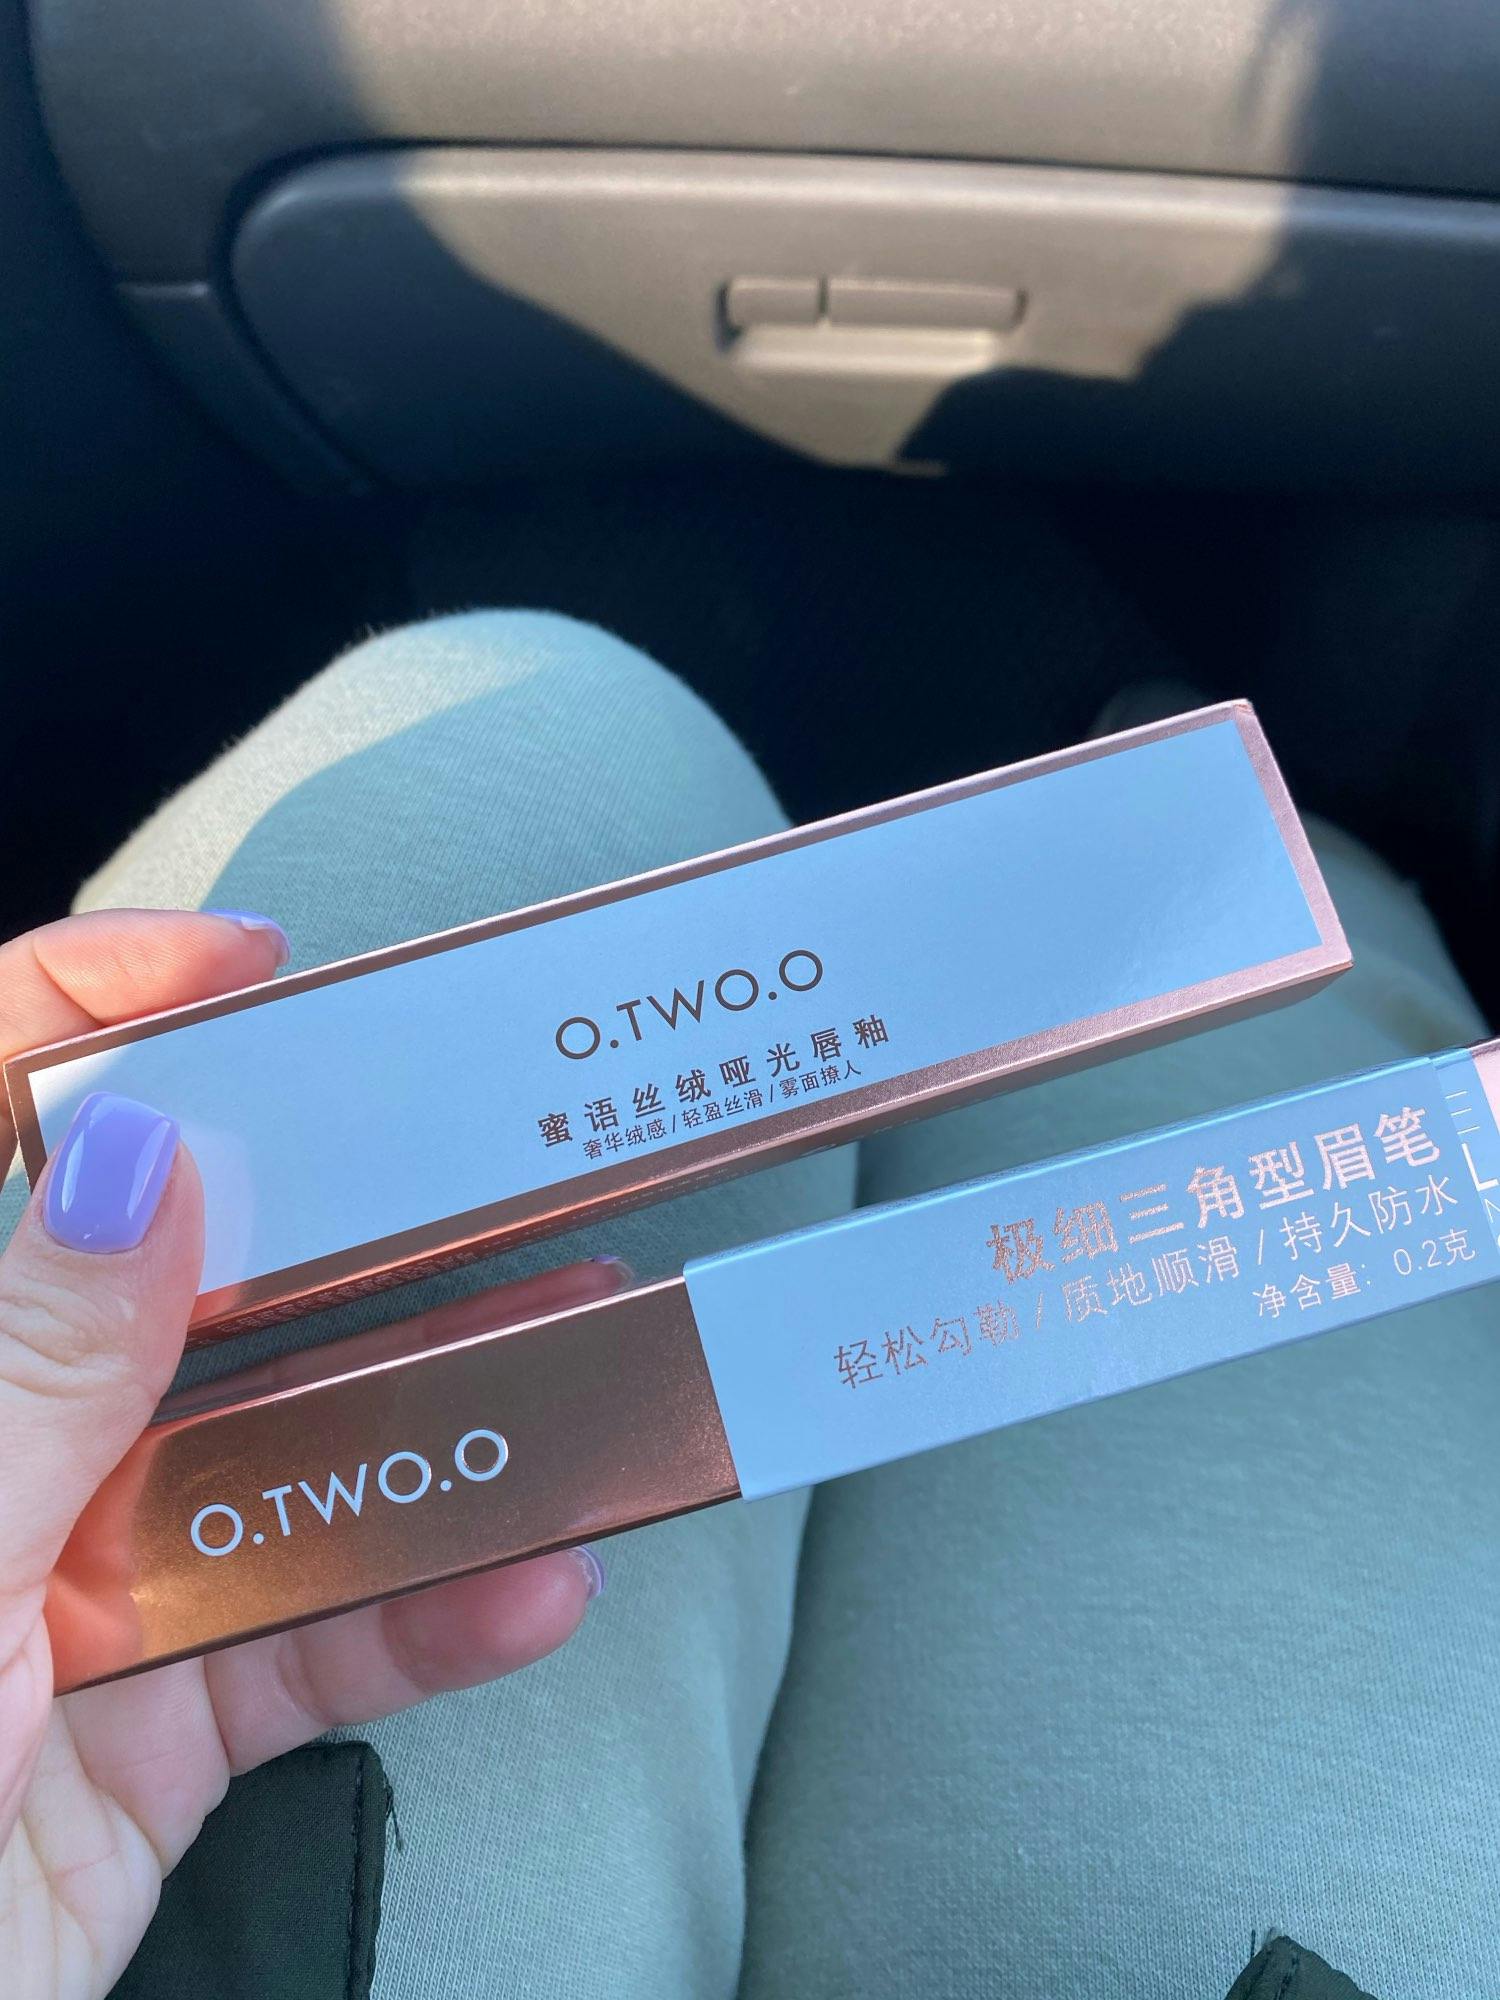 O.TWO.O
蜜语丝绒哑光唇釉
奢华绒感/轻盈丝滑/雾面撩人
O.TWO.O
极细三角型眉笔
轻松勾勒/质地顺滑/持久防水
净含量：0.2克